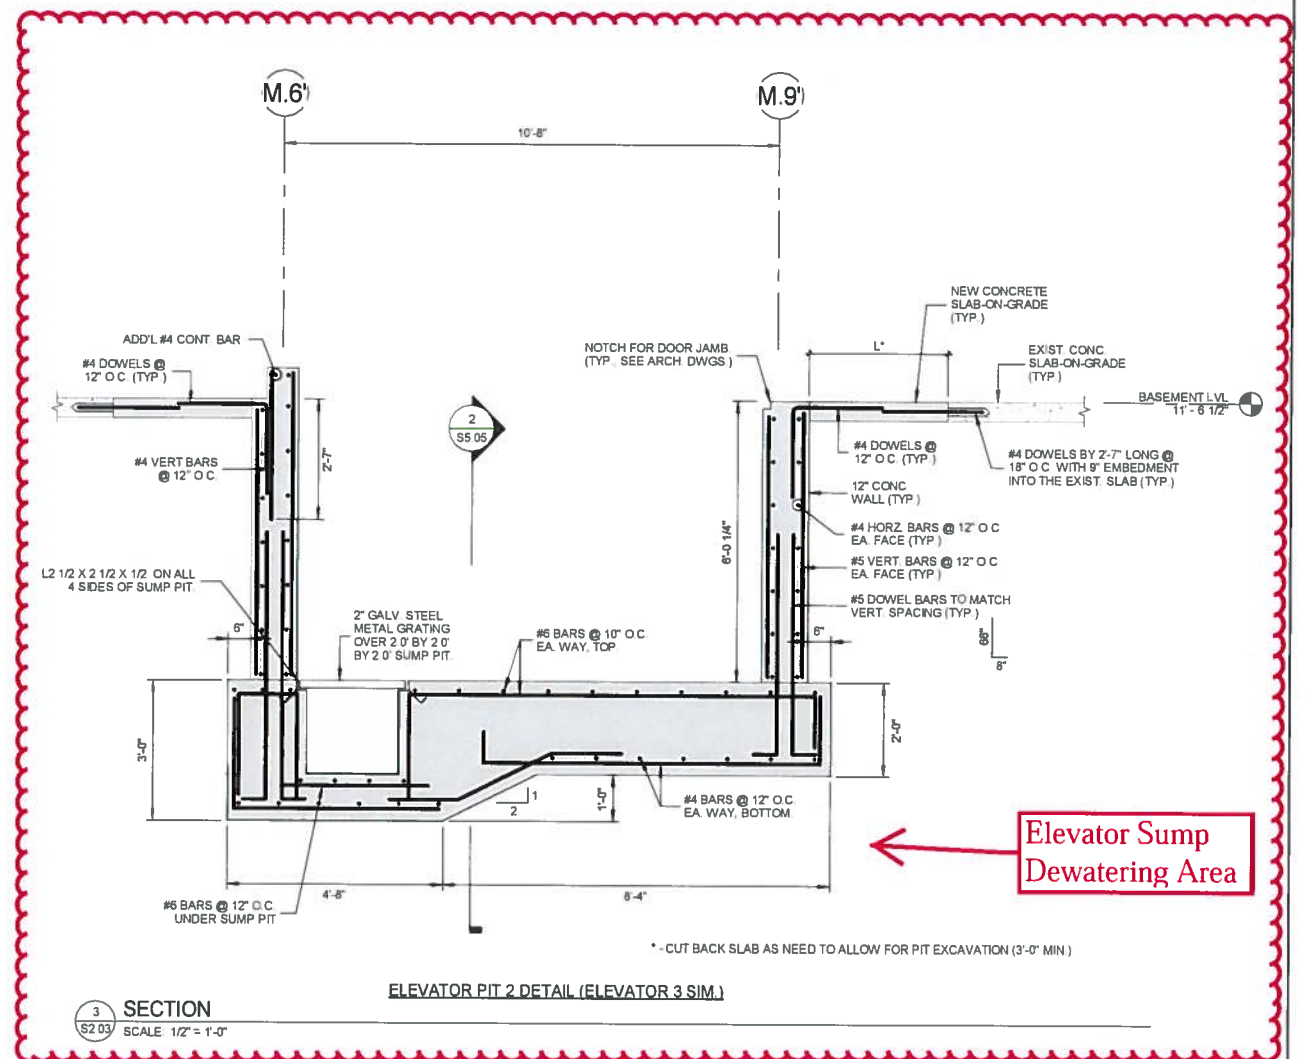 M.6'
M.9'
10'-8"
NEW CONCRETE
SLAB-ON-GRADE
(TYP.)
ADD'L #4 CONT. BAR
NOTCH FOR DOOR JAMB
(TYP., SEE ARCH. DWGS.)
L*
EXIST. CONC.
SLAB-ON-GRADE
(TYP.)
#4 DOWELS @
12" O.C. (TYP.)
BASEMENT LVL
11' - 6 1/2"
2
S5.05
#4 VERT BARS
@ 12" O.C.
2'-7"
#4 DOWELS @
12" O.C. (TYP.)
#4 DOWELS BY 2'-7" LONG @
18" O.C. WITH 9" EMBEDMENT
INTO THE EXIST. SLAB (TYP.)
12" CONC
WALL (TYP.)
6'-0 1/4"
#4 HORZ. BARS @ 12" O.C.
EA. FACE (TYP.)
L2 1/2 X 2 1/2 X 1/2 ON ALL
4 SIDES OF SUMP PIT.
#5 VERT. BARS @ 12" O.C.
EA. FACE (TYP.)
#5 DOWEL BARS TO MATCH
VERT. SPACING (TYP.)
6"
2" GALV. STEEL
METAL GRATING
OVER 2'0" BY 2'0"
BY 2'0" SUMP PIT.
#6 BARS @ 10" O.C.
EA. WAY, TOP
6"
66"
8"
3'-0"
2'-0"
1
2
1'-0"
#4 BARS @ 12" O.C.
EA. WAY, BOTTOM
Elevator Sump
Dewatering Area
4'-8"
8'-4"
#6 BARS @ 12" O.C.
UNDER SUMP PIT
* - CUT BACK SLAB AS NEED TO ALLOW FOR PIT EXCAVATION (3'-0" MIN.)
ELEVATOR PIT 2 DETAIL (ELEVATOR 3 SIM.)
3
S2.03
SECTION
SCALE: 1/2" = 1'-0"